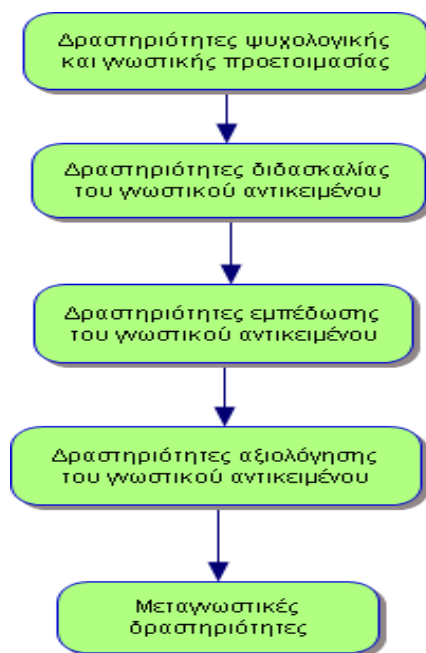 Δραστηριότητες ψυχολογικής
και γνωστικής προετοιμασίας
Δραστηριότητες διδασκαλίας
του γνωστικού αντικειμένου
Δραστηριότητες εμπέδωσης
του γνωστικού αντικειμένου
Δραστηριότητες αξιολόγησης
του γνωστικού αντικειμένου
Μεταγνωστικές
δραστηριότητες